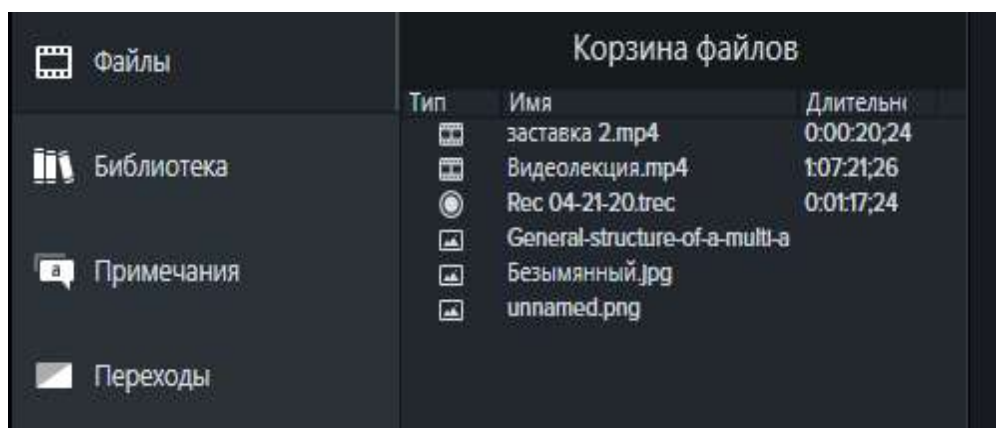 Файлы
Библиотека
a
Примечания
Переходы
Корзина файлов
Тип Имя Длительно
заставка 2.mp4 0:00:20;24
Видеолекция.mp4 1:07:21;26
Rec 04-21-20.trec 0:01:17;24
General-structure-of-a-multi-a
Безымянный.jpg
unnamed.png